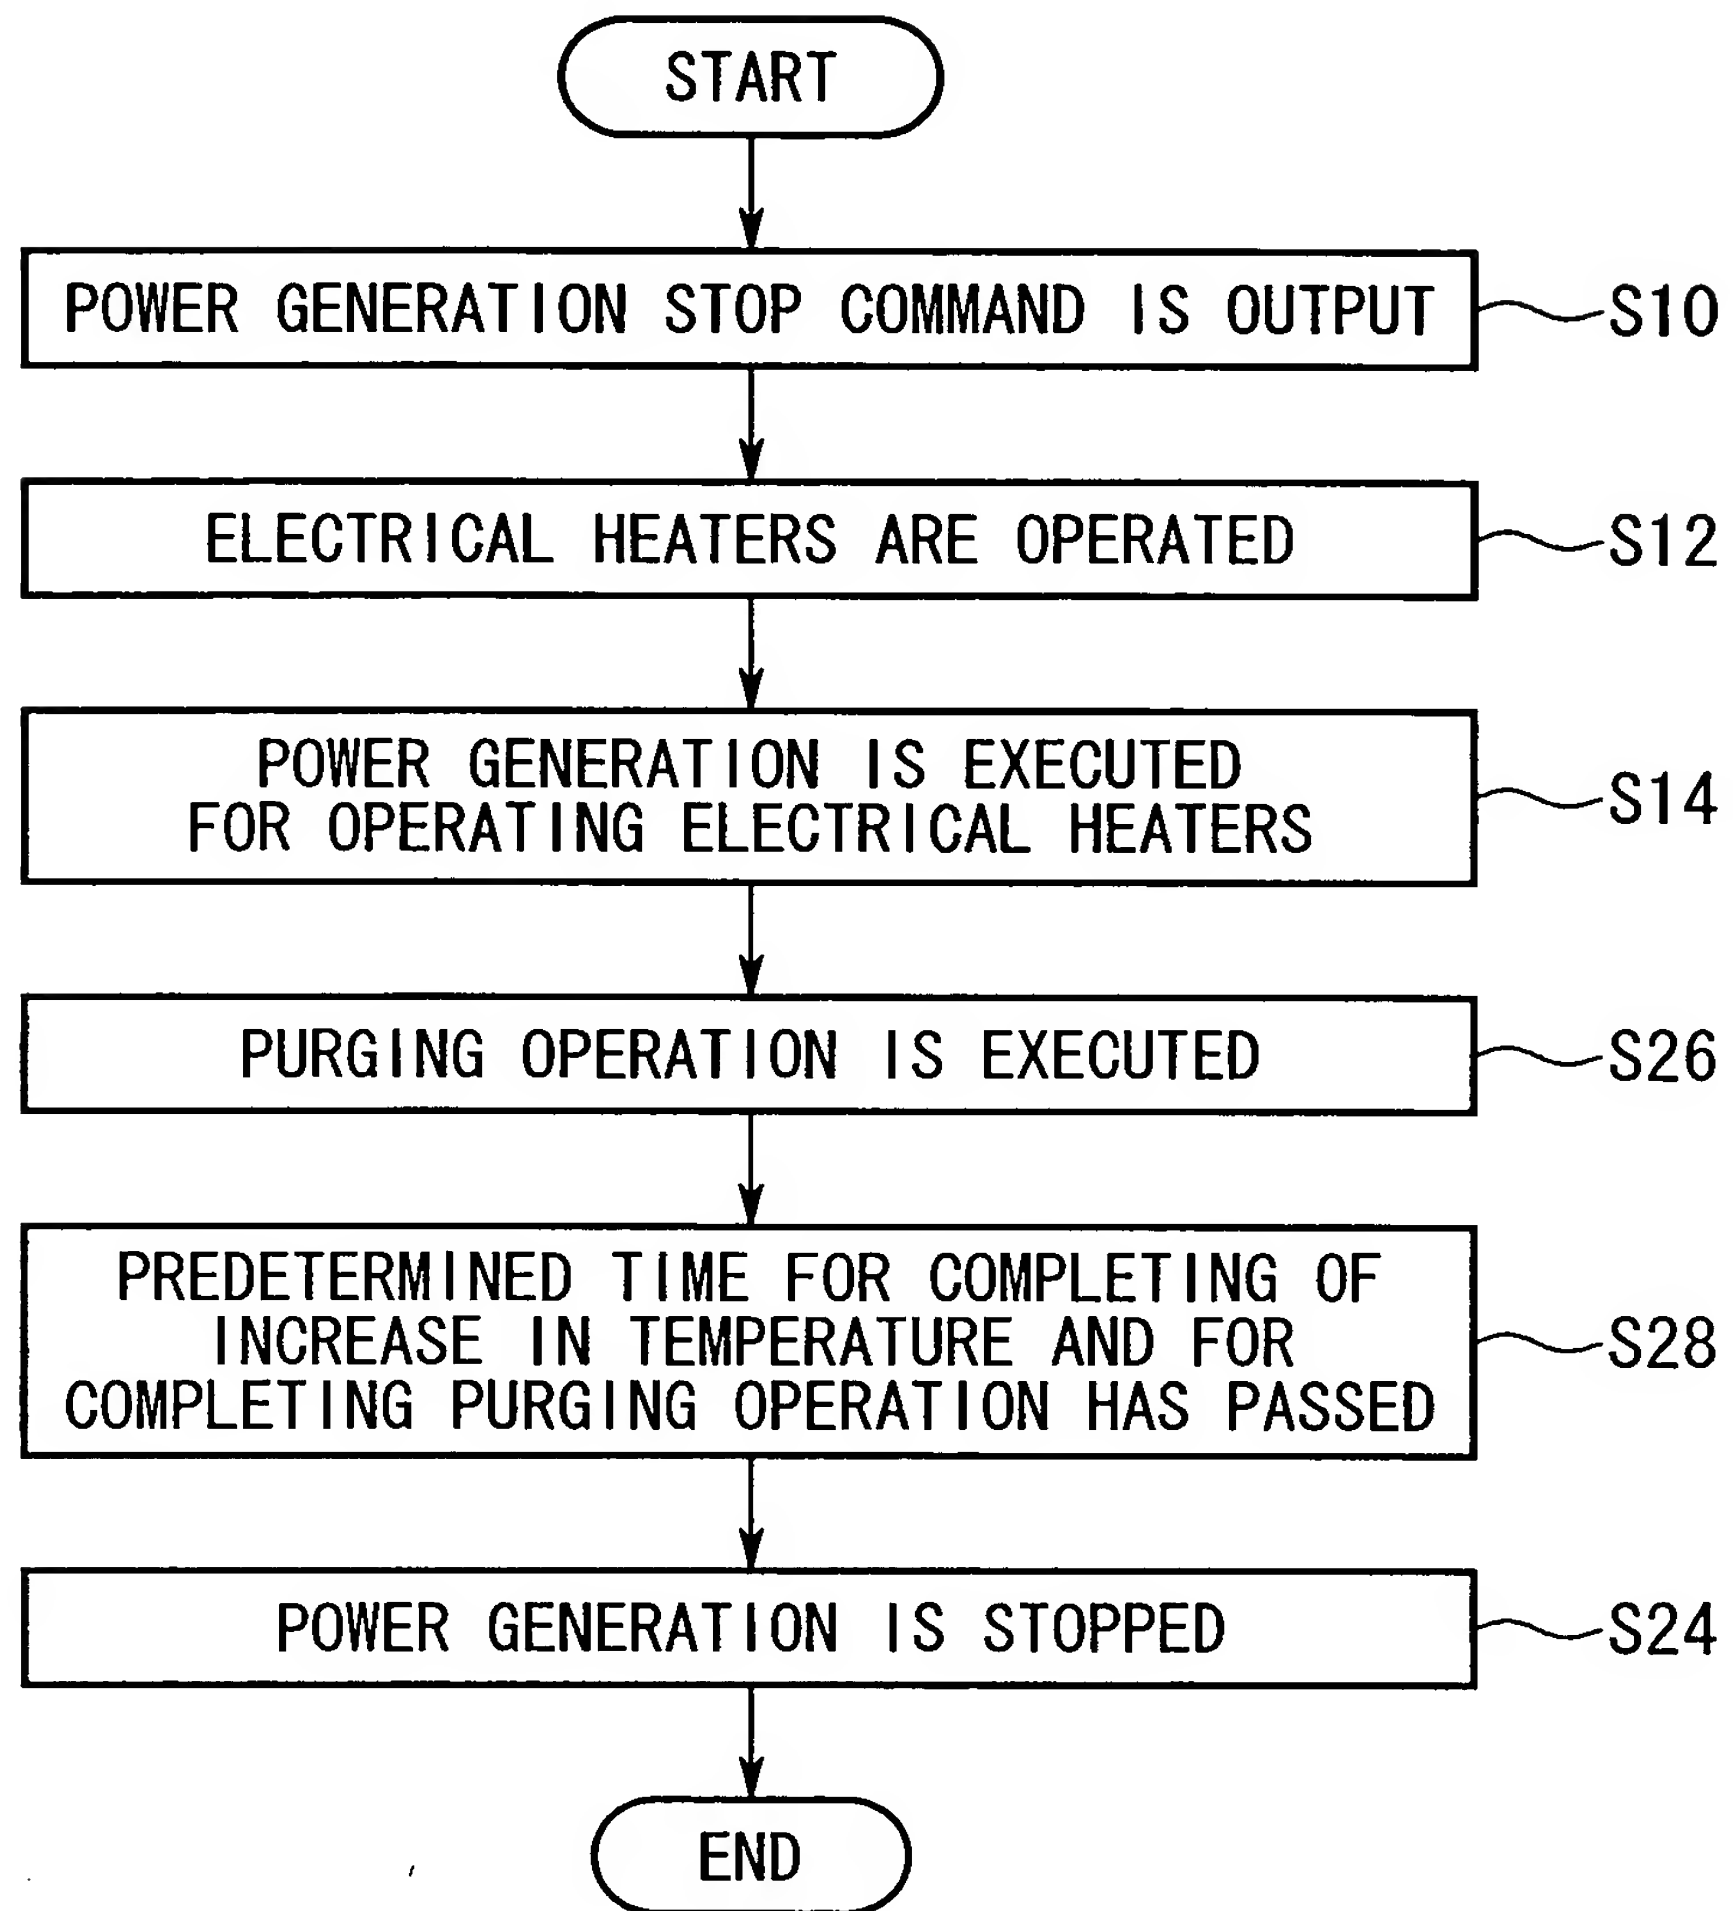 START
POWER GENERATION STOP COMMAND IS OUTPUT
S10
ELECTRICAL HEATERS ARE OPERATED
S12
POWER GENERATION IS EXECUTED
FOR OPERATING ELECTRICAL HEATERS
S14
PURGING OPERATION IS EXECUTED
S26
PREDETERMINED TIME FOR COMPLETING OF
INCREASE IN TEMPERATURE AND FOR
COMPLETING PURGING OPERATION HAS PASSED
S28
POWER GENERATION IS STOPPED
S24
END